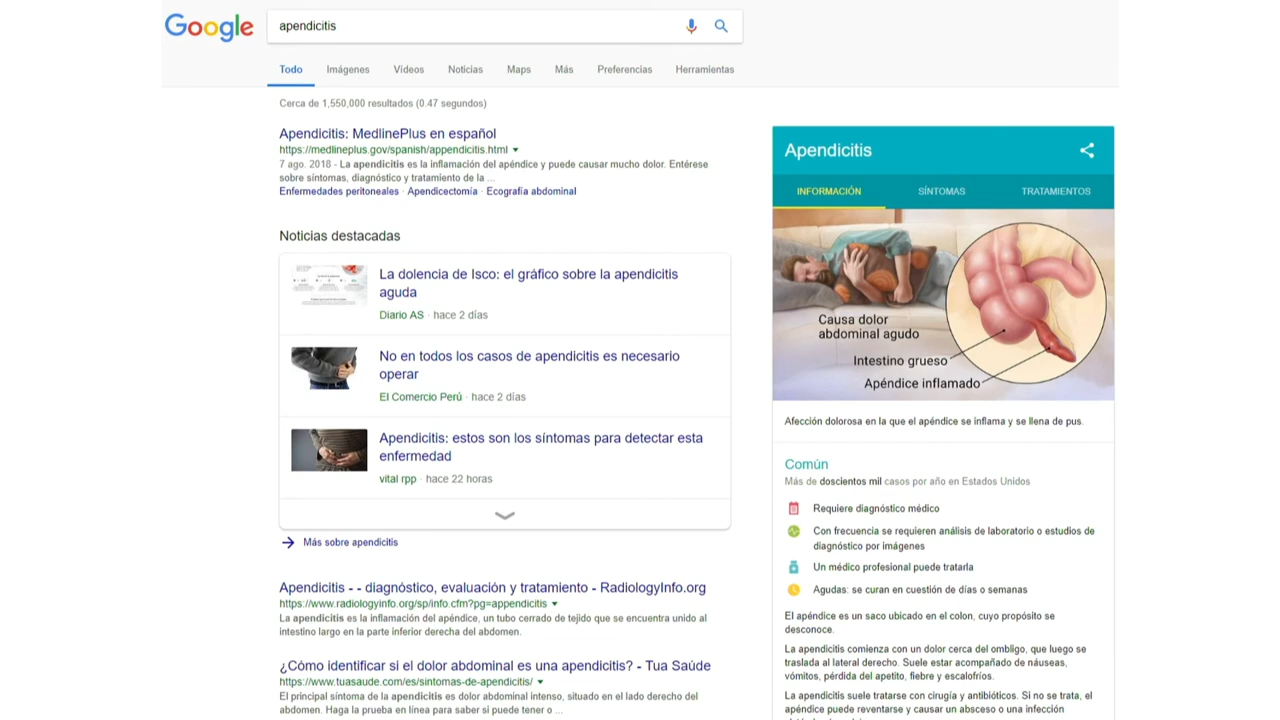 Google
apendicitis
Todo Imágenes Vídeos Noticias Maps Más Preferencias Herramientas
Cerca de 1,550,000 resultados (0.47 segundos)
Apendicitis: MedlinePlus en español
https://medlineplus.gov/spanish/appendicitis.html
7 ago. 2018 - La apendicitis es la inflamación del apéndice y puede causar mucho dolor. Entérese
sobre síntomas, diagnóstico y tratamiento de la ...
Enfermedades peritoneales · Apendicectomía · Ecografía abdominal
Noticias destacadas
La dolencia de Isco: el gráfico sobre la apendicitis
aguda
Diario AS · hace 2 días
No en todos los casos de apendicitis es necesario
operar
El Comercio Perú · hace 2 días
Apendicitis: estos son los síntomas para detectar esta
enfermedad
vital rpp · hace 22 horas
Más sobre apendicitis
Apendicitis - - diagnóstico, evaluación y tratamiento - RadiologyInfo.org
https://www.radiologyinfo.org/sp/info.cfm?pg=appendicitis
La apendicitis es la inflamación del apéndice, un tubo cerrado de tejido que se encuentra unido al
intestino largo en la parte inferior derecha del abdomen.
¿Cómo identificar si el dolor abdominal es una apendicitis? - Tua Saúde
https://www.tuasaude.com/es/sintomas-de-apendicitis/
El principal síntoma de la apendicitis es dolor abdominal intenso, situado en el lado derecho del
abdomen. Haga la prueba en línea para saber si puede tener o ...
Apendicitis
INFORMACIÓN SÍNTOMAS TRATAMIENTOS
Causa dolor
abdominal agudo
Intestino grueso
Apéndice inflamado
Afección dolorosa en la que el apéndice se inflama y se llena de pus.
Común
Más de doscientos mil casos por año en Estados Unidos
Requiere diagnóstico médico
Con frecuencia se requieren análisis de laboratorio o estudios de
diagnóstico por imágenes
Un médico profesional puede tratarla
Agudas: se curan en cuestión de días o semanas
El apéndice es un saco ubicado en el colon, cuyo propósito se
desconoce.
La apendicitis comienza con un dolor cerca del ombligo, que luego se
traslada al lateral derecho. Suele estar acompañado de náuseas,
vómitos, pérdida del apetito, fiebre y escalofríos.
La apendicitis suele tratarse con cirugía y antibióticos. Si no se trata, el
apéndice puede reventarse y causar un absceso o una infección